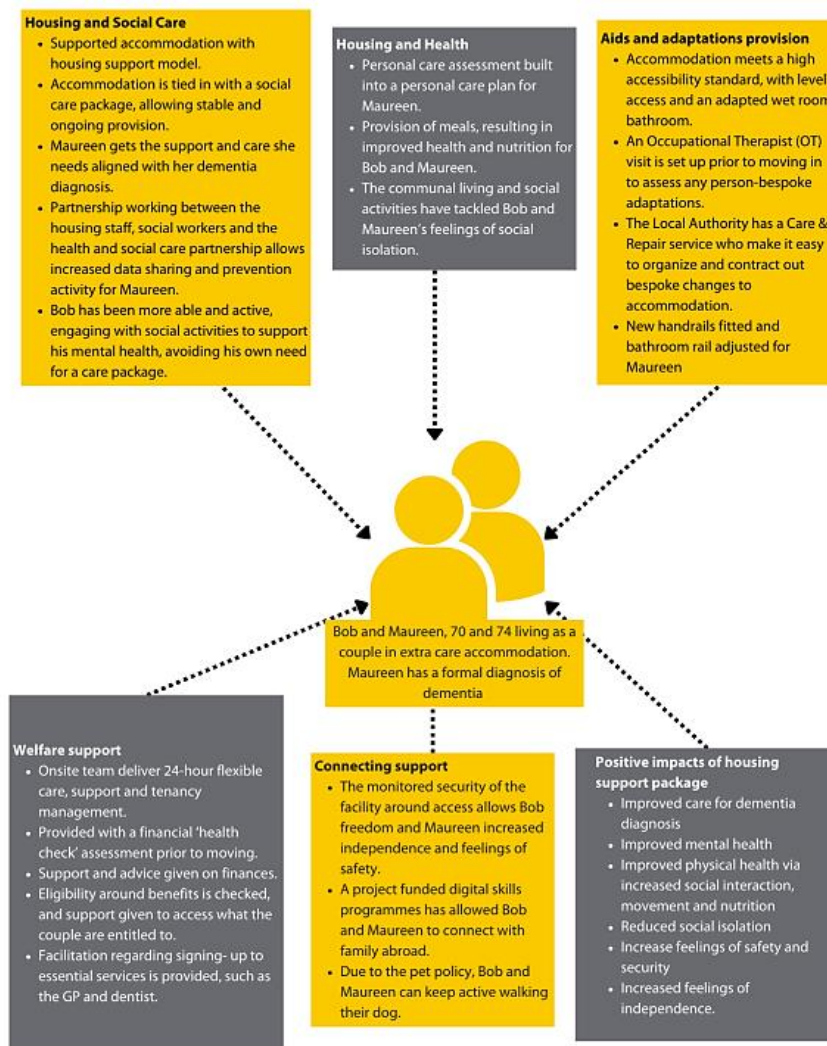 Housing and Social Care
• Supported accommodation with
housing support model.
• Accommodation is tied in with a social
care package, allowing stable and
ongoing provision.
• Maureen gets the support and care she
needs aligned with her dementia
diagnosis.
• Partnership working between the
housing staff, social workers and the
health and social care partnership allows
increased data sharing and prevention
activity for Maureen.
• Bob has been more able and active,
engaging with social activities to support
his mental health, avoiding his own need
for a care package.
Housing and Health
• Personal care assessment built
into a personal care plan for
Maureen.
• Provision of meals, resulting in
improved health and nutrition for
Bob and Maureen.
• The communal living and social
activities have tackled Bob and
Maureen's feelings of social
isolation.
Aids and adaptations provision
• Accommodation meets a high
accessibility standard, with level
access and an adapted wet room
bathroom.
• An Occupational Therapist (OT)
visit is set up prior to moving in
to assess any person-bespoke
adaptations.
• The Local Authority has a Care &
Repair service who make it easy
to organize and contract out
bespoke changes to
accommodation.
• New handrails fitted and
bathroom rail adjusted for
Maureen
Bob and Maureen, 70 and 74 living as a
couple in extra care accommodation.
Maureen has a formal diagnosis of
dementia
Welfare support
• Onsite team deliver 24-hour flexible
care, support and tenancy
management.
• Provided with a financial 'health
check' assessment prior to moving.
• Support and advice given on finances.
• Eligibility around benefits is checked,
and support given to access what the
couple are entitled to.
• Facilitation regarding signing- up to
essential services is provided, such as
the GP and dentist.
Connecting support
• The monitored security of the
facility around access allows Bob
freedom and Maureen increased
independence and feelings of
safety.
• A project funded digital skills
programmes has allowed Bob
and Maureen to connect with
family abroad.
• Due to the pet policy, Bob and
Maureen can keep active walking
their dog.
Positive impacts of housing
support package
• Improved care for dementia
diagnosis
• Improved mental health
• Improved physical health via
increased social interaction,
movement and nutrition
• Reduced social isolation
• Increase feelings of safety and
security
• Increased feelings of
independence.